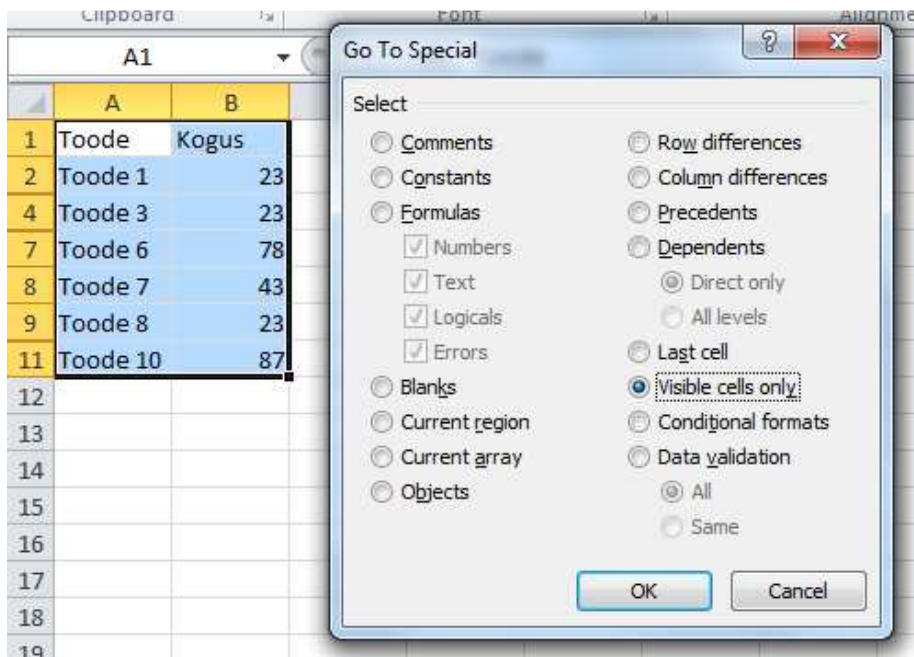 Clipboard Font Alignme
A1
Go To Special
A B
Select
1 Toode Kogus
2 Toode 1 23
4 Toode 3 23
7 Toode 6 78
8 Toode 7 43
9 Toode 8 23
11 Toode 10 87
12
13
14
15
16
17
18
19
Comments
Constants
Formulas
Numbers
Text
Logicals
Errors
Blanks
Current region
Current array
Objects
Row differences
Column differences
Precedents
Dependents
Direct only
All levels
Last cell
Visible cells only
Conditional formats
Data validation
All
Same
OK Cancel